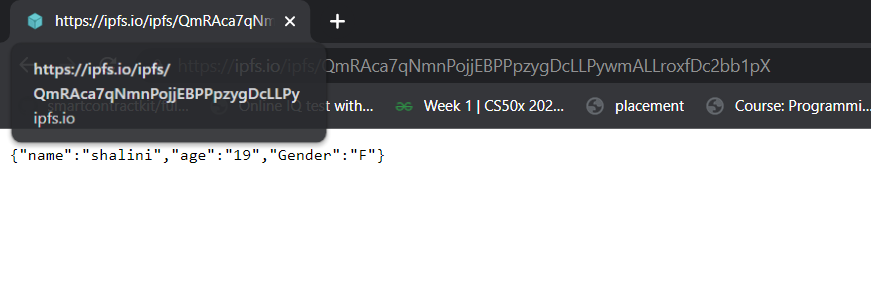 https://ipfs.io/ipfs/QmRAca7qNm
https://ipfs.io/ipfs/QmRAca7qNmnPojjEBPPpzygDcLLPywmALLroxfDc2bb1pX
https://ipfs.io/ipfs/
QmRAca7qNmnPojjEBPPpzygDcLLPy
ipfs.io
smartcontractkit/ful... Online IQ test with... Week 1 | CS50x 202... placement Course: Programmi...
{"name":"shalini","age":"19","Gender":"F"}